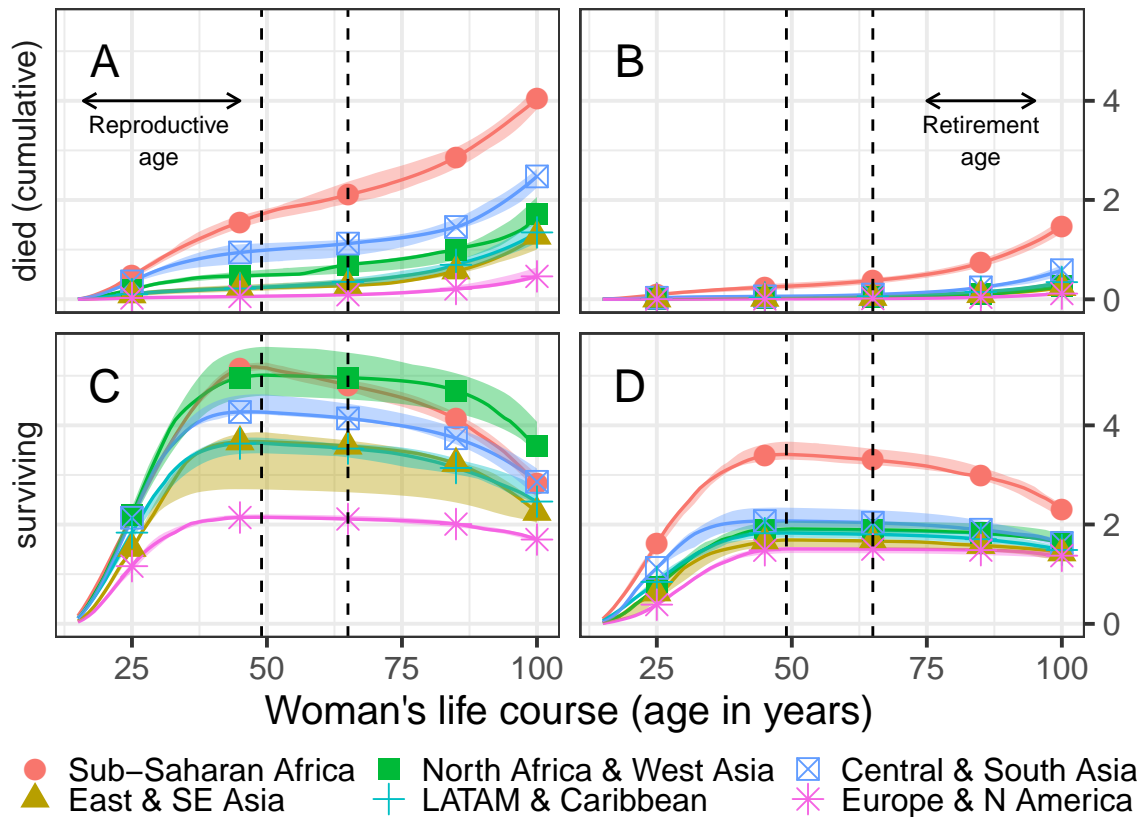 A
B
died (cumulative)
Reproductive
age
Retirement
age
4
2
0
C
D
surviving
4
2
0
25
50
75
100
25
50
75
100
Woman's life course (age in years)
Sub−Saharan Africa
North Africa & West Asia
Central & South Asia
East & SE Asia
LATAM & Caribbean
Europe & N America